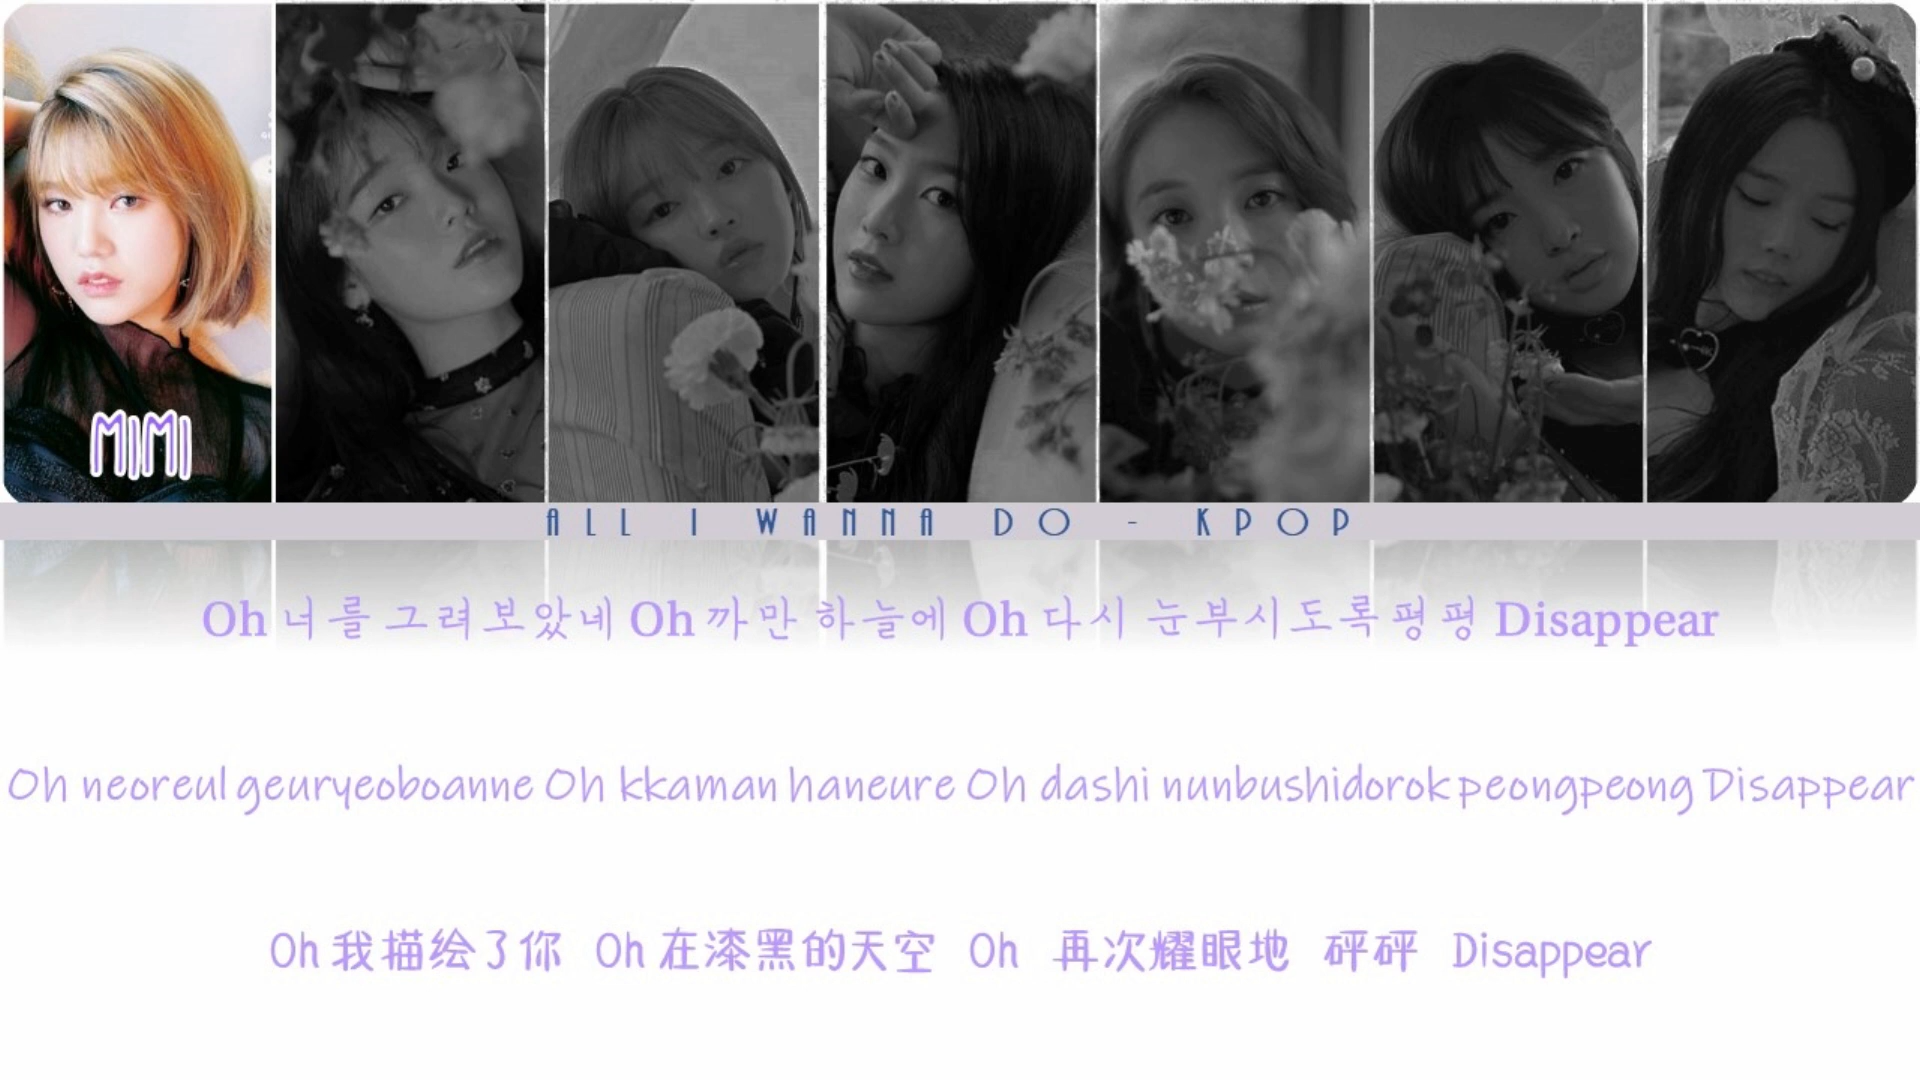 MIMI
ALL I WANNA DO - KPOP
Oh 너를 그려보았네 Oh 까만 하늘에 Oh 다시 눈부시도록 펑펑 Disappear
Oh neoreul geuryeoboanne Oh kkaman haneure Oh dashi nunbushidorok peongpeong Disappear
Oh 我描绘了你 Oh 在漆黑的天空 Oh 再次耀眼地 砰砰 Disappear